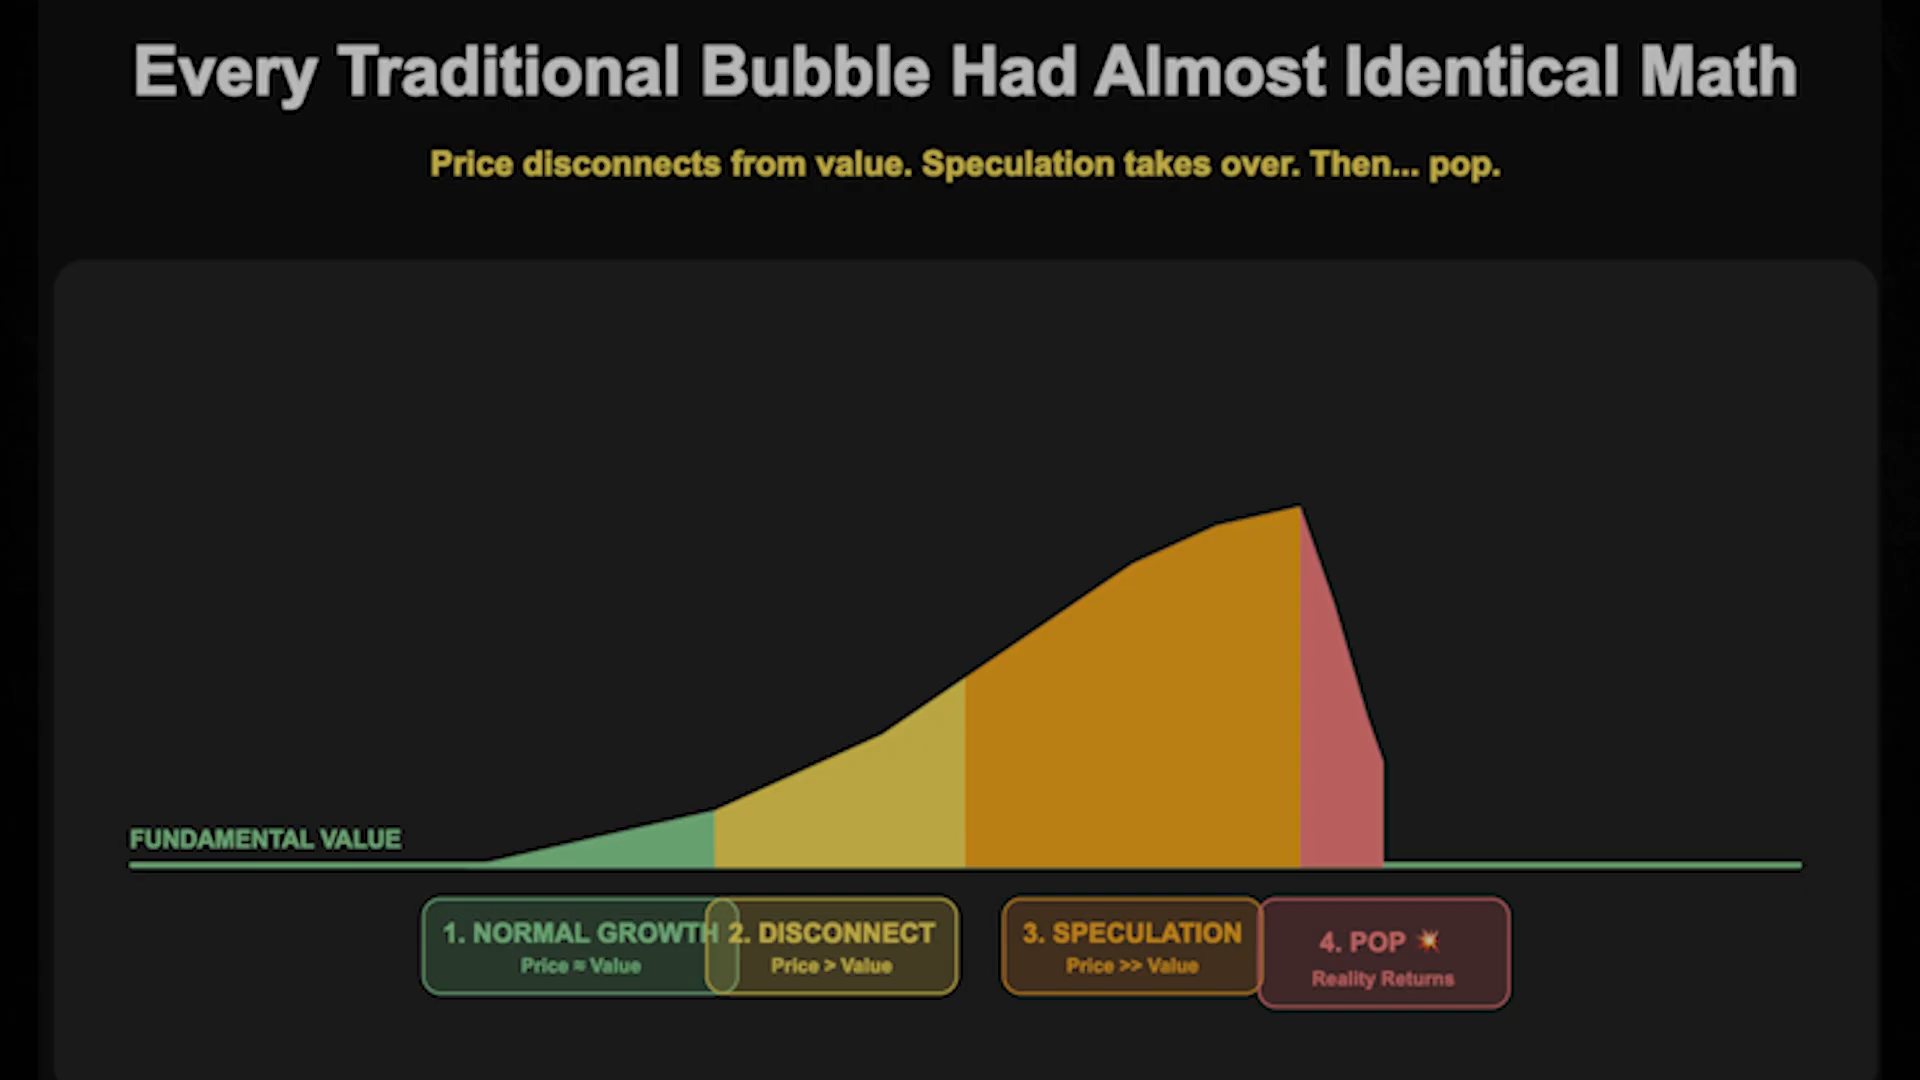 Every Traditional Bubble Had Almost Identical Math
Price disconnects from value. Speculation takes over. Then... pop.
FUNDAMENTAL VALUE
1. NORMAL GROWTH
Price ≈ Value
2. DISCONNECT
Price > Value
3. SPECULATION
Price >> Value
4. POP 💥
Reality Returns